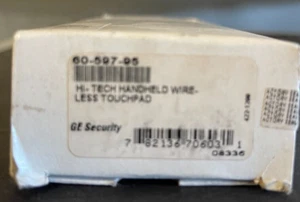 60-597-95
HI-TECH HANDHELD WIRE-
LESS TOUCHPAD
GE Security
7 82136 70603 1
08336